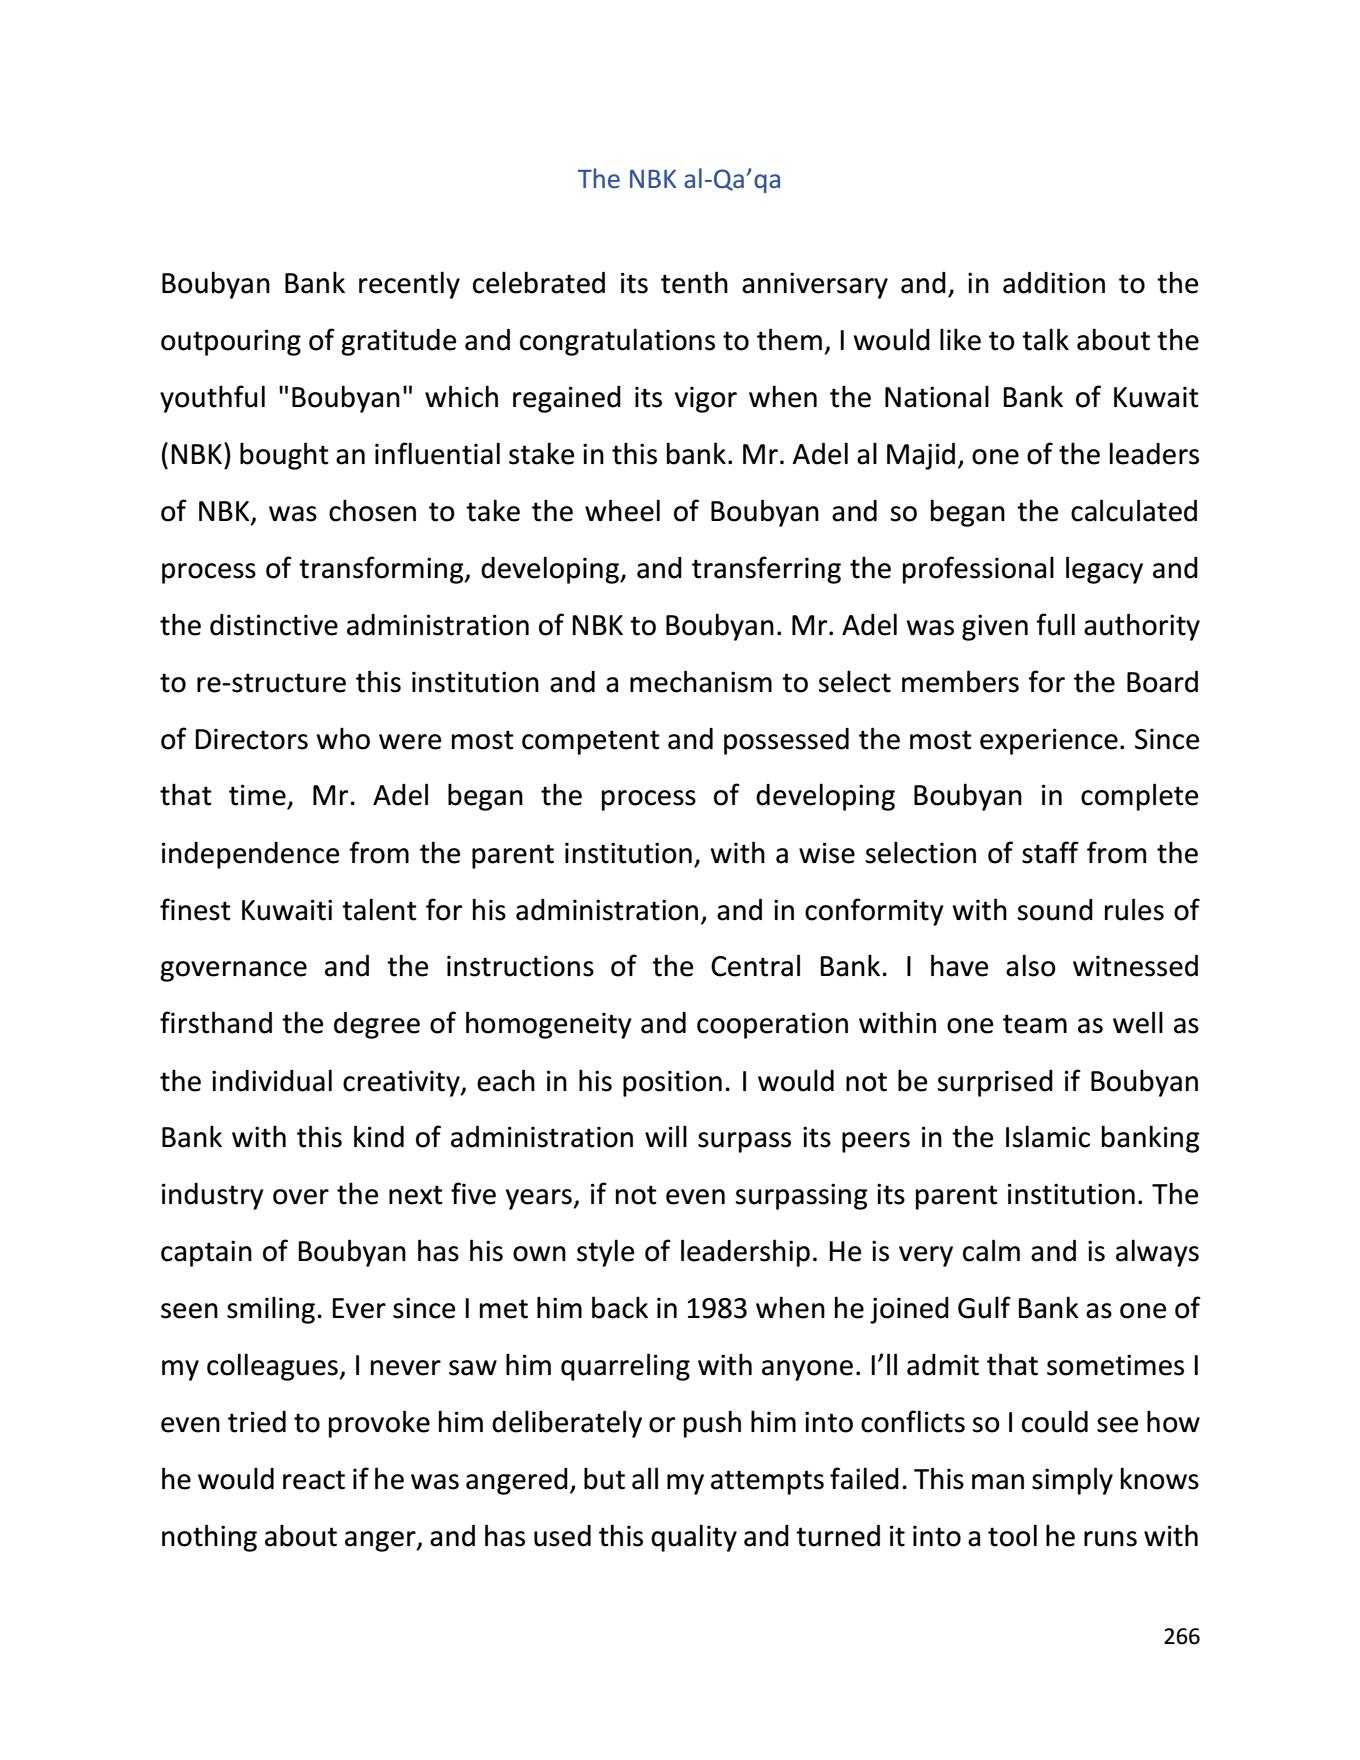 The NBK al-Qa’qa
Boubyan Bank recently celebrated its tenth anniversary and, in addition to the
outpouring of gratitude and congratulations to them, I would like to talk about the
youthful "Boubyan" which regained its vigor when the National Bank of Kuwait
(NBK) bought an influential stake in this bank. Mr. Adel al Majid, one of the leaders
of NBK, was chosen to take the wheel of Boubyan and so began the calculated
process of transforming, developing, and transferring the professional legacy and
the distinctive administration of NBK to Boubyan. Mr. Adel was given full authority
to re-structure this institution and a mechanism to select members for the Board
of Directors who were most competent and possessed the most experience. Since
that time, Mr. Adel began the process of developing Boubyan in complete
independence from the parent institution, with a wise selection of staff from the
finest Kuwaiti talent for his administration, and in conformity with sound rules of
governance and the instructions of the Central Bank. I have also witnessed
firsthand the degree of homogeneity and cooperation within one team as well as
the individual creativity, each in his position. I would not be surprised if Boubyan
Bank with this kind of administration will surpass its peers in the Islamic banking
industry over the next five years, if not even surpassing its parent institution. The
captain of Boubyan has his own style of leadership. He is very calm and is always
seen smiling. Ever since I met him back in 1983 when he joined Gulf Bank as one of
my colleagues, I never saw him quarreling with anyone. I’ll admit that sometimes I
even tried to provoke him deliberately or push him into conflicts so I could see how
he would react if he was angered, but all my attempts failed. This man simply knows
nothing about anger, and has used this quality and turned it into a tool he runs with
266